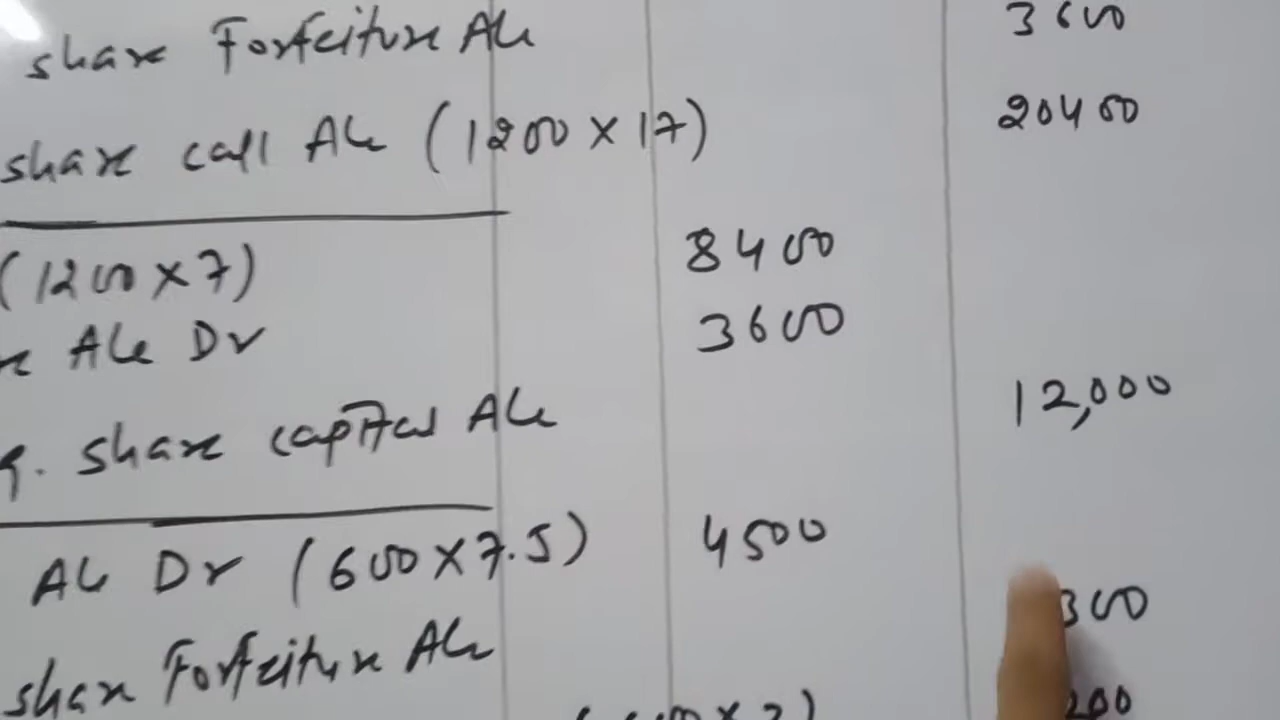 share Forfeiture A/c 3600
share call A/c (1200 × 17) 20400
(1200 × 7) 8400
A/c Dr 3600
share capital A/c 12,000
A/c Dr (600 × 7.5) 4500
share Forfeiture A/c 300